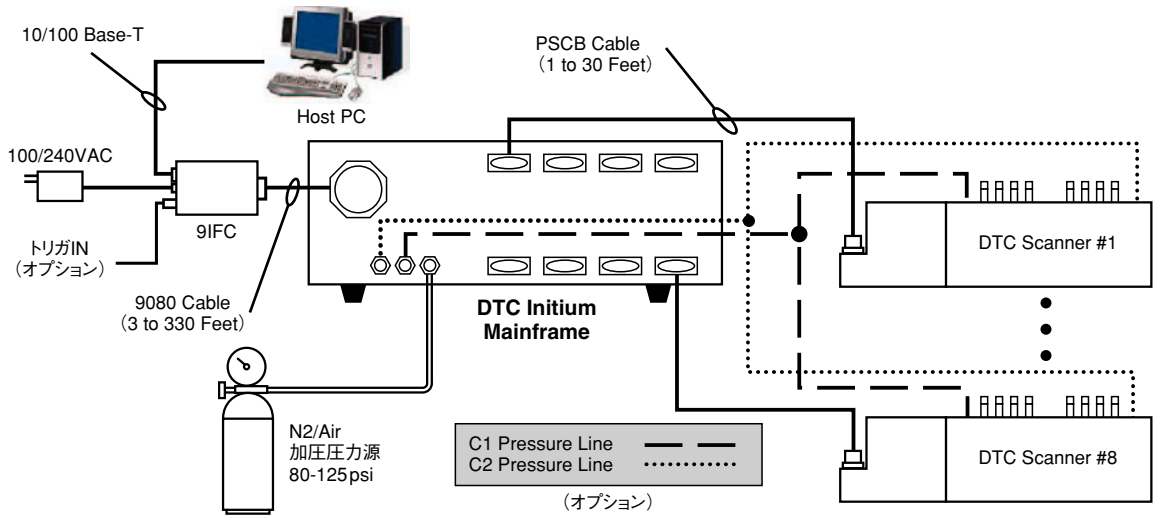 10/100 Base-T
Host PC
PSCB Cable
(1 to 30 Feet)
100/240VAC
9IFC
トリガIN
(オプション)
9080 Cable
(3 to 330 Feet)
DTC Initium
Mainframe
DTC Scanner #1
N2/Air
加圧圧力源
80-125psi
C1 Pressure Line
C2 Pressure Line
(オプション)
DTC Scanner #8